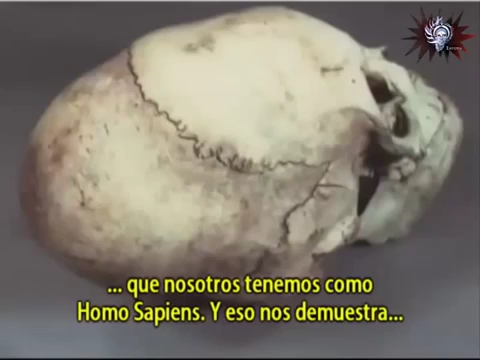 ... que nosotros tenemos como
Homo Sapiens. Y eso nos demuestra...